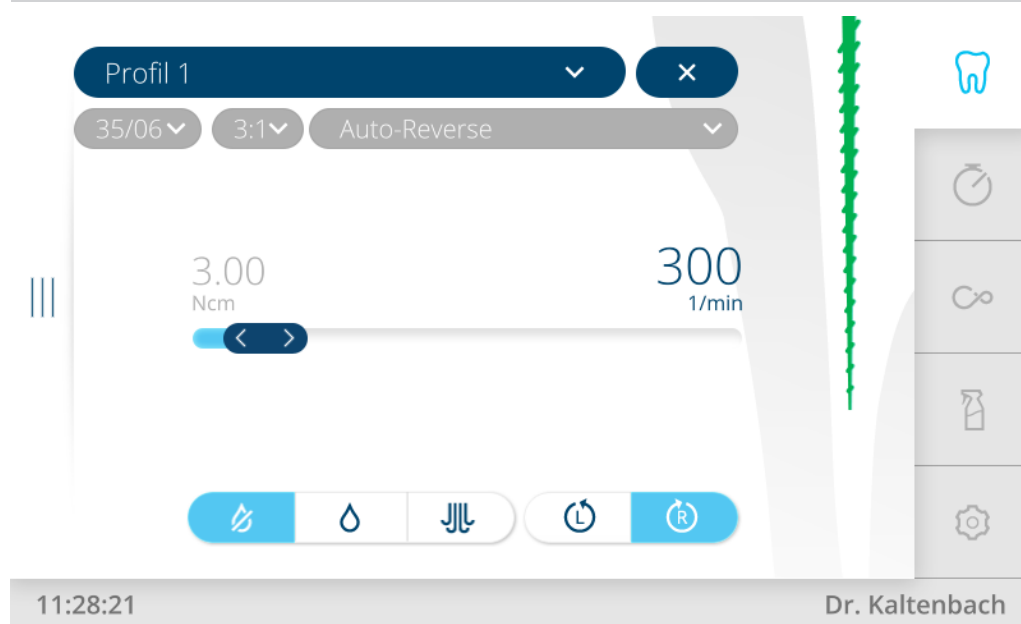 Profil 1
35/06 3:1 Auto-Reverse
3.00 300
Ncm 1/min
L R
11:28:21 Dr. Kaltenbach